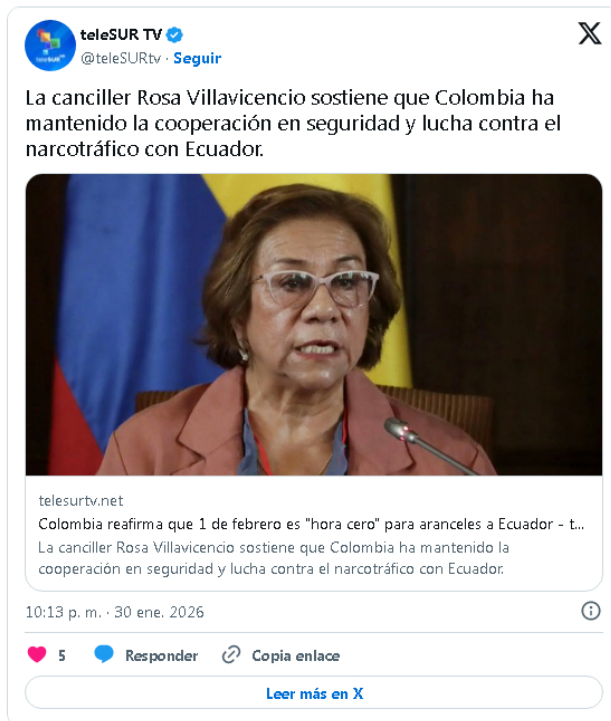 teleSUR TV
@teleSURtv · Seguir
La canciller Rosa Villavicencio sostiene que Colombia ha
mantenido la cooperación en seguridad y lucha contra el
narcotráfico con Ecuador.
telesurtv.net
Colombia reafirma que 1 de febrero es "hora cero" para aranceles a Ecuador - t...
La canciller Rosa Villavicencio sostiene que Colombia ha mantenido la
cooperación en seguridad y lucha contra el narcotráfico con Ecuador.
10:13 p. m. · 30 ene. 2026
5 Responder Copia enlace
Leer más en X